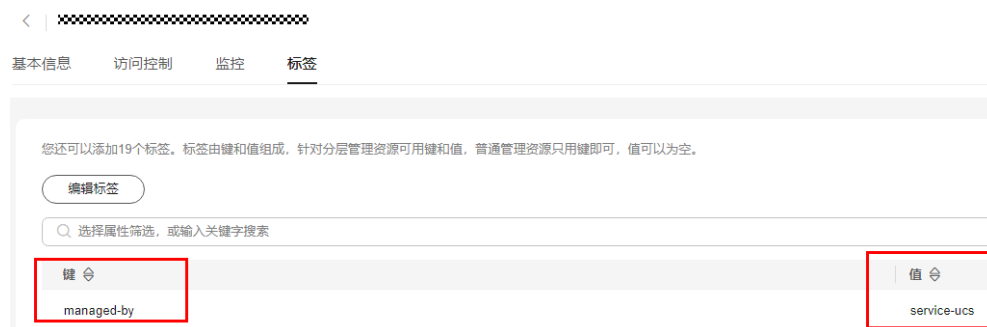 基本信息 访问控制 监控 标签
您还可以添加19个标签。标签由键和值组成，针对分层管理资源可用键和值，普通管理资源只用键即可，值可以为空。
编辑标签
选择属性筛选，或输入关键字搜索
键 值
managed-by service-ucs